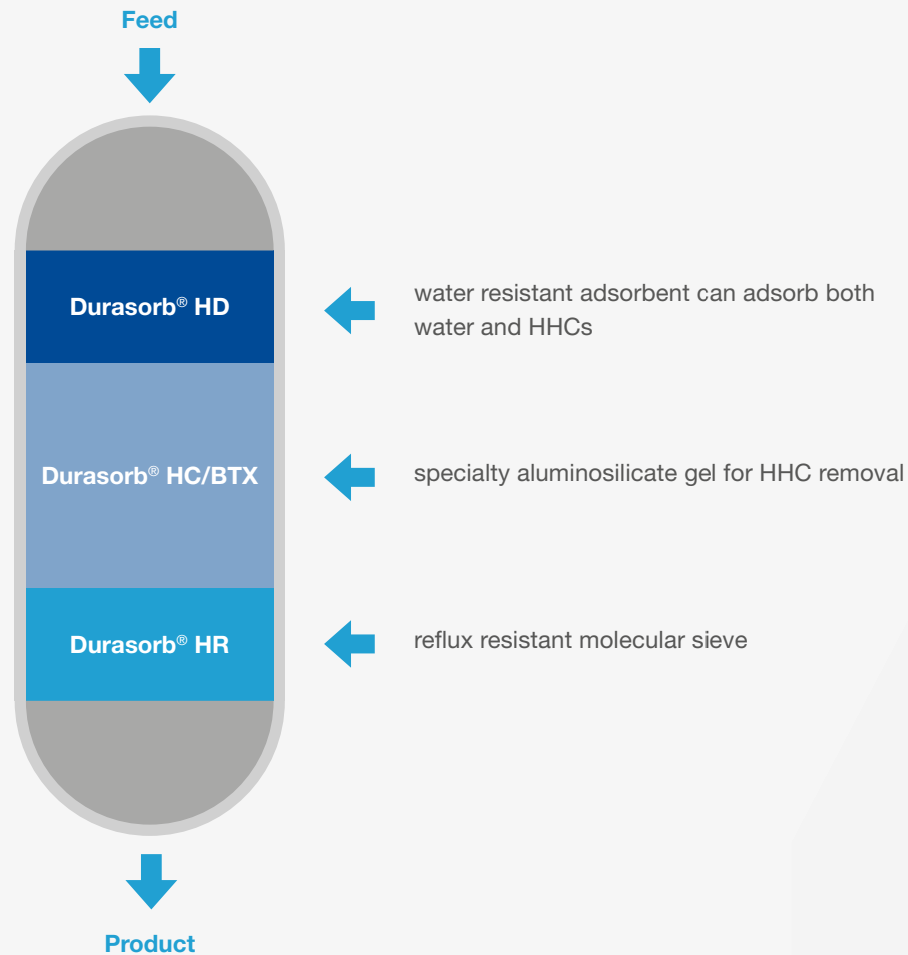 Feed
Durasorb® HD
water resistant adsorbent can adsorb both
water and HHCs
Durasorb® HC/BTX
specialty aluminosilicate gel for HHC removal
Durasorb® HR
reflux resistant molecular sieve
Product